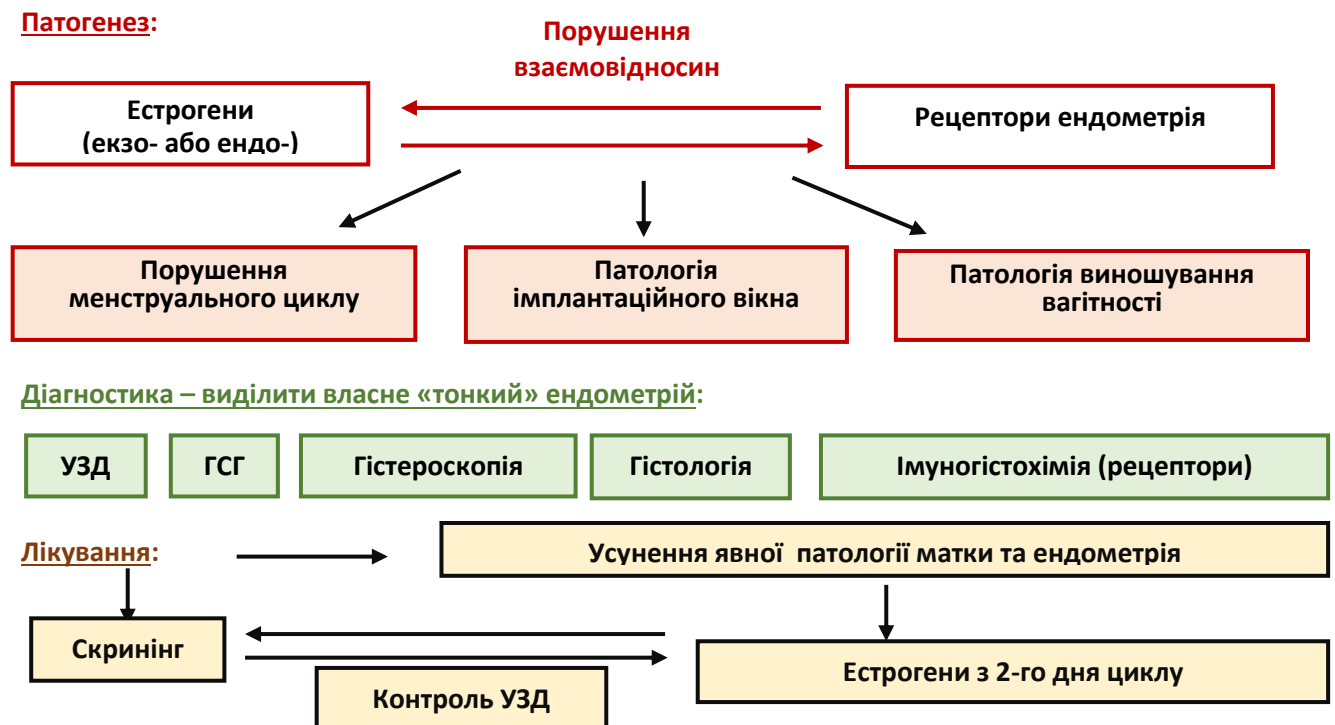 Патогенез:
Порушення
взаємовідносин
Естрогени
(екзо- або ендо-)
Рецептори ендометрія
Порушення
менструального циклу
Патологія
імплантаційного вікна
Патологія виношування
вагітності
Діагностика – виділити власне «тонкий» ендометрій:
УЗД
ГСГ
Гістероскопія
Гістологія
Імуногістохімія (рецептори)
Лікування:
Усунення явної патології матки та ендометрія
Скринінг
Контроль УЗД
Естрогени з 2-го дня циклу